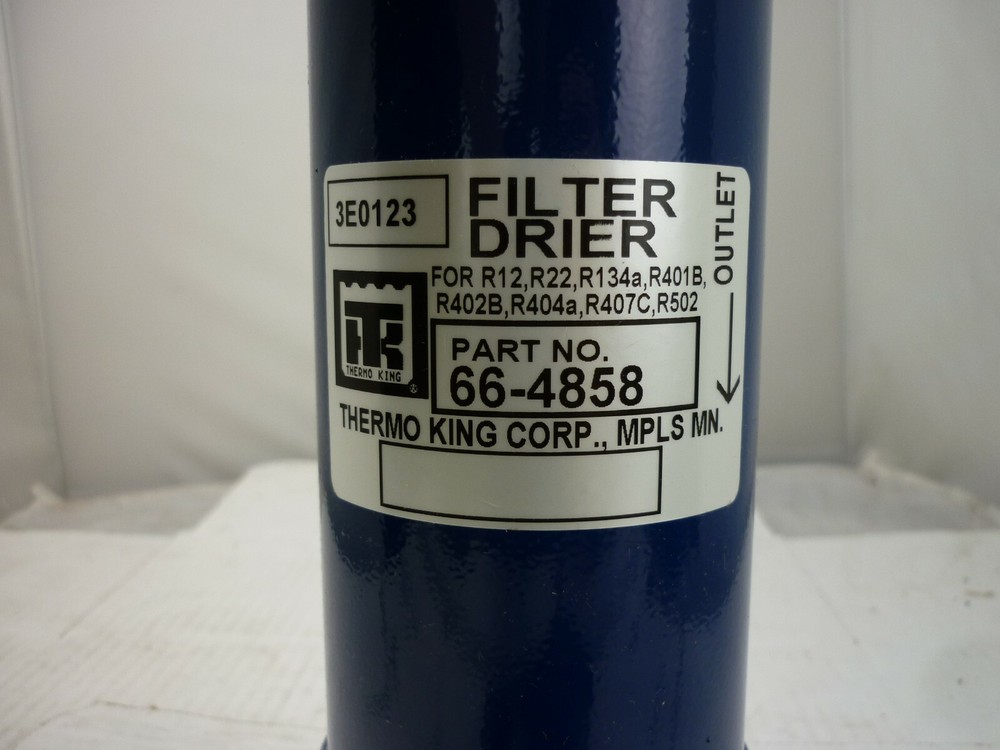 3E0123
FILTER
DRIER
FOR R12,R22,R134a,R401B,
R402B,R404a,R407C,R502
OUTLET
TK
THERMO KING
PART NO.
66-4858
THERMO KING CORP., MPLS MN.